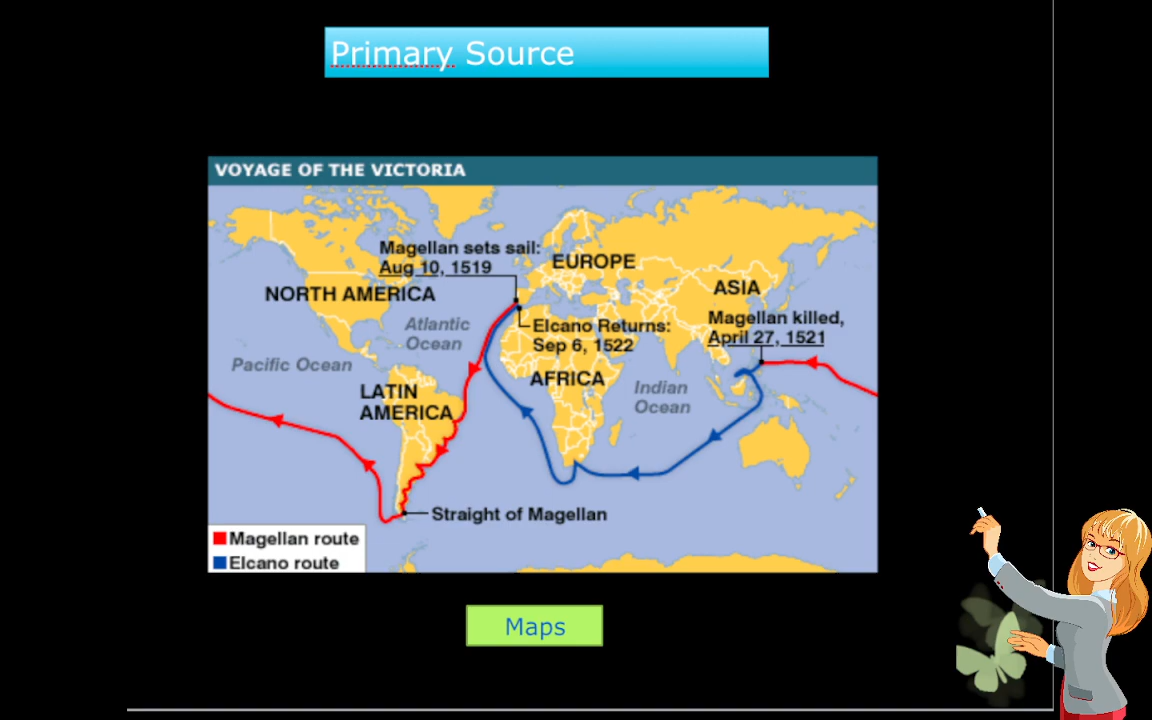 Primary Source
VOYAGE OF THE VICTORIA
Magellan sets sail:
Aug 10, 1519
EUROPE
ASIA
NORTH AMERICA
Atlantic
Ocean
Magellan killed,
April 27, 1521
Elcano Returns:
Sep 6, 1522
Pacific Ocean
AFRICA
Indian
Ocean
LATIN
AMERICA
Straight of Magellan
Magellan route
Elcano route
Maps